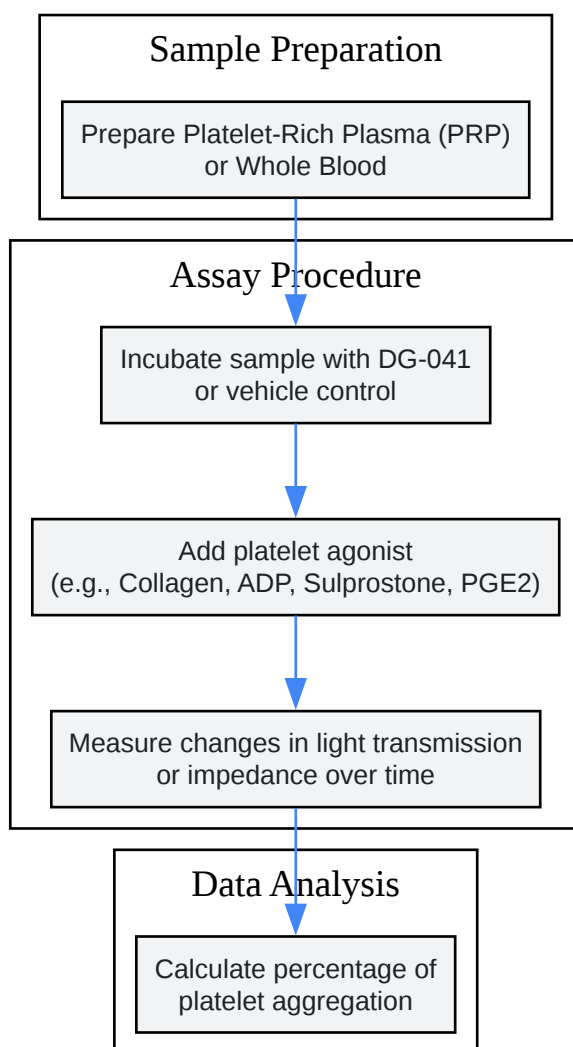 Sample Preparation
Prepare Platelet-Rich Plasma (PRP)
or Whole Blood
Assay Procedure
Incubate sample with DG-041
or vehicle control
Add platelet agonist
(e.g., Collagen, ADP, Sulprostone, PGE2)
Measure changes in light transmission
or impedance over time
Data Analysis
Calculate percentage of
platelet aggregation